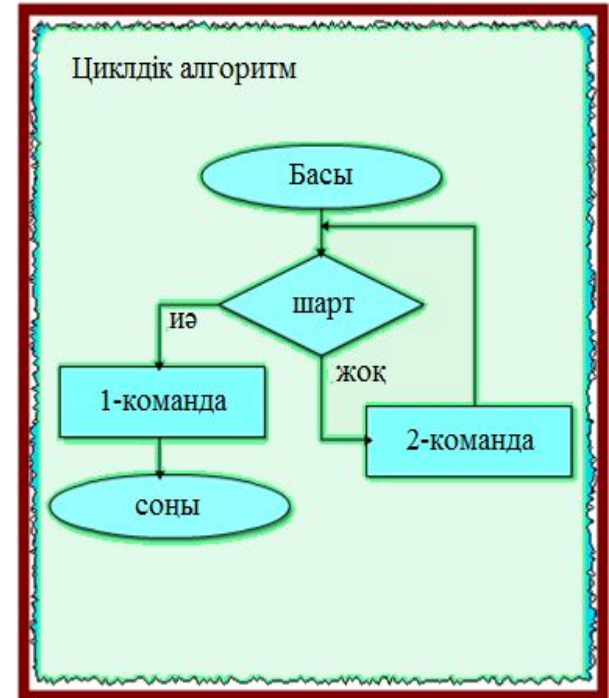 Циклдік алгоритм
Басы
шарт
иә
жоқ
1-команда
2-команда
соңы